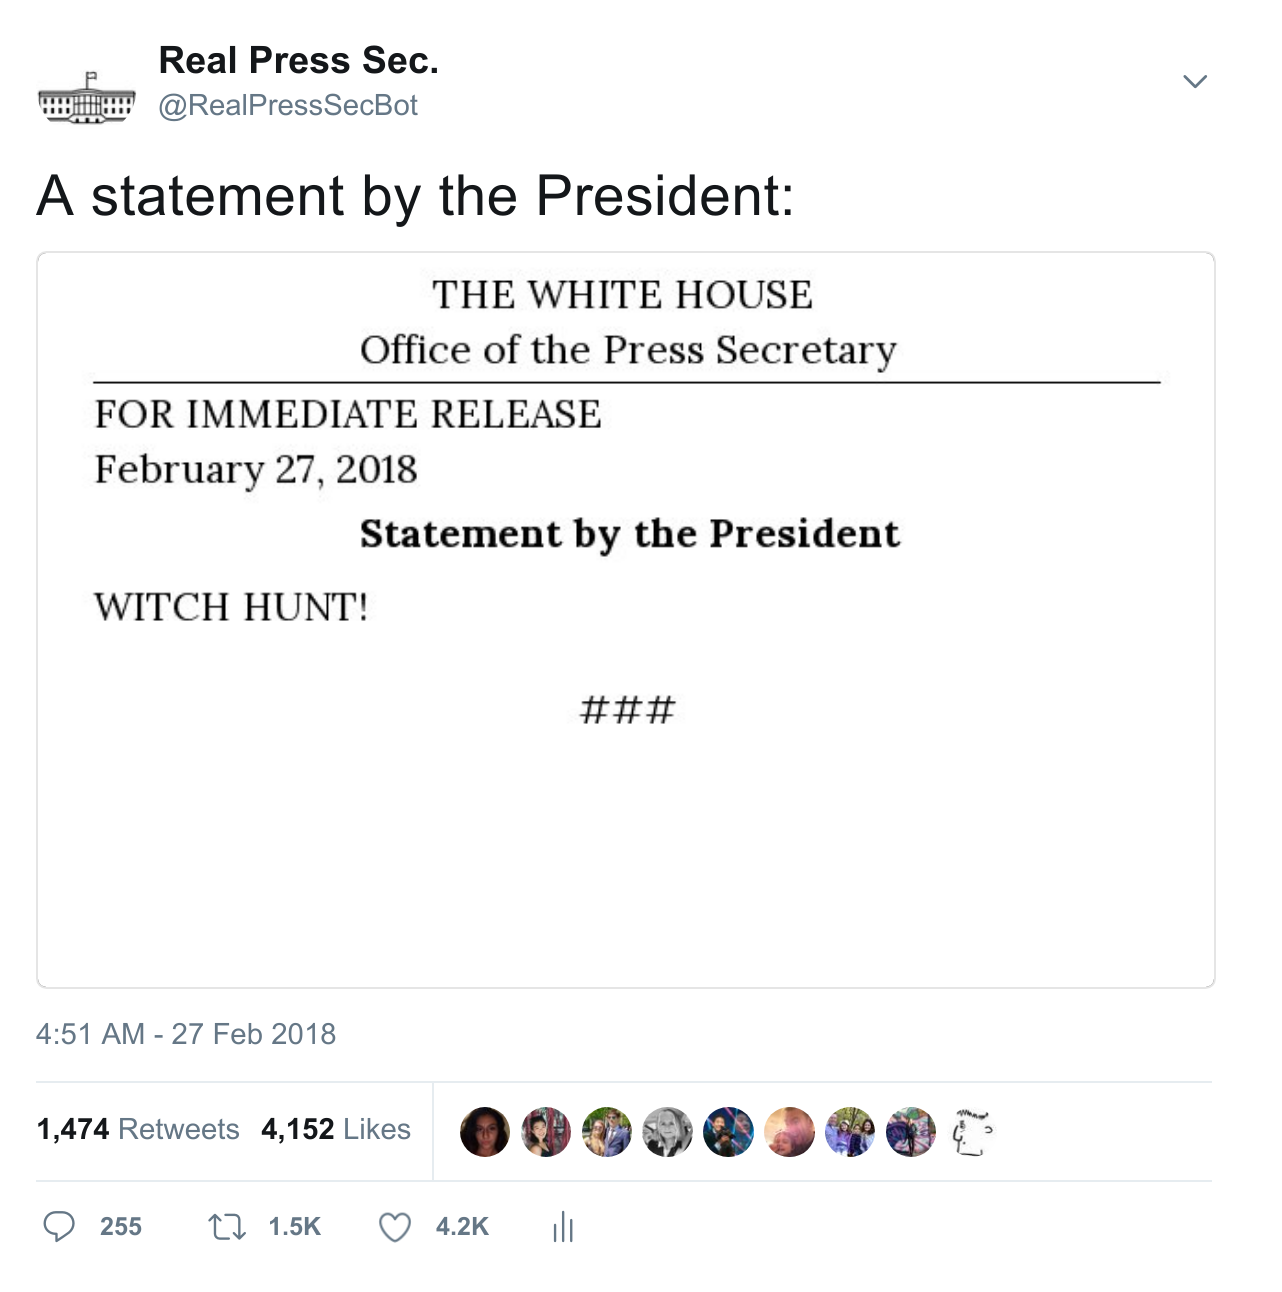 Real Press Sec.
@RealPressSecBot
A statement by the President:
THE WHITE HOUSE
Office of the Press Secretary
FOR IMMEDIATE RELEASE
February 27, 2018
Statement by the President
WITCH HUNT!
###
4:51 AM - 27 Feb 2018
1,474 Retweets 4,152 Likes
255 1.5K 4.2K